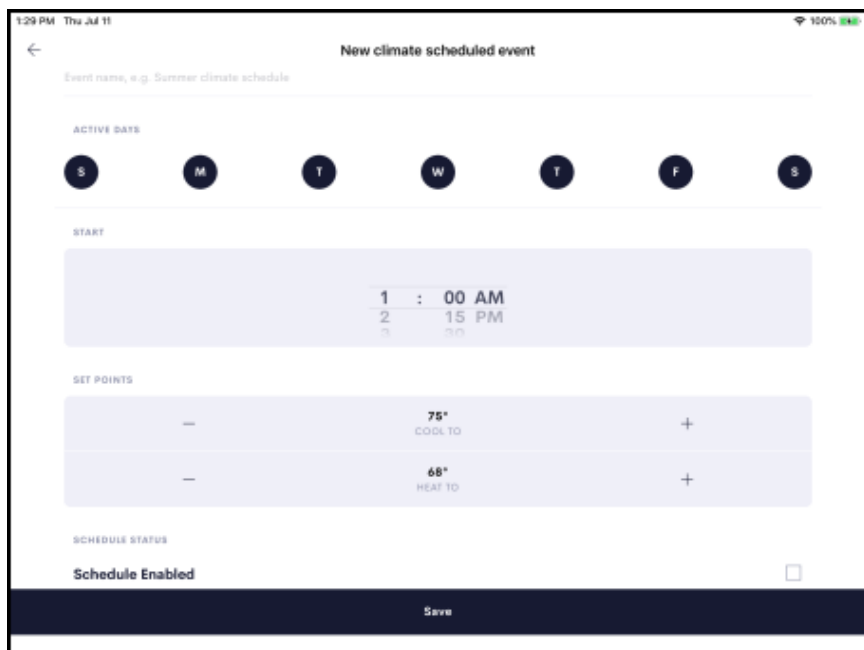 1:29 PM Thu Jul 11 100%
New climate scheduled event
Event name, e.g. Summer climate schedule
ACTIVE DAYS
S M T W T F S
START
1 : 00 AM
2 15 PM
3 30
SET POINTS
− 75° +
COOL TO
− 68° +
HEAT TO
SCHEDULE STATUS
Schedule Enabled
Save